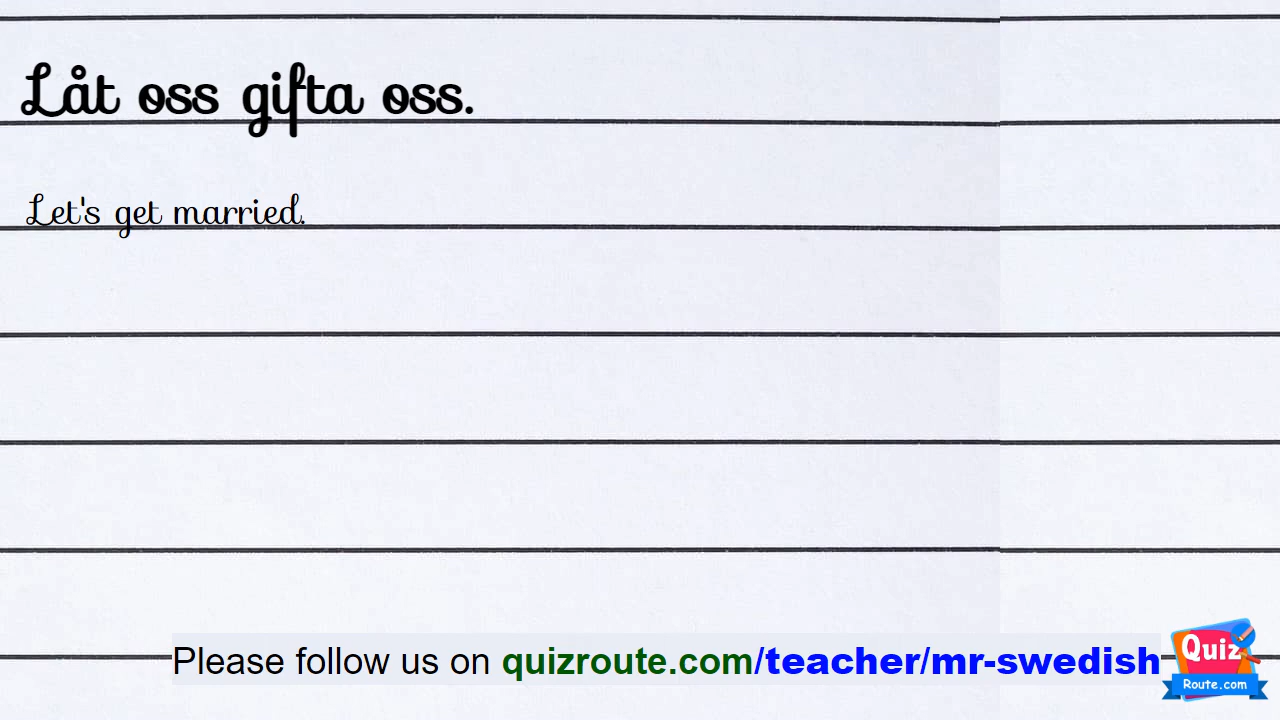 Låt oss gifta oss.
Let's get married.
Please follow us on quizroute.com/teacher/mr-swedish
Quiz
Route.com